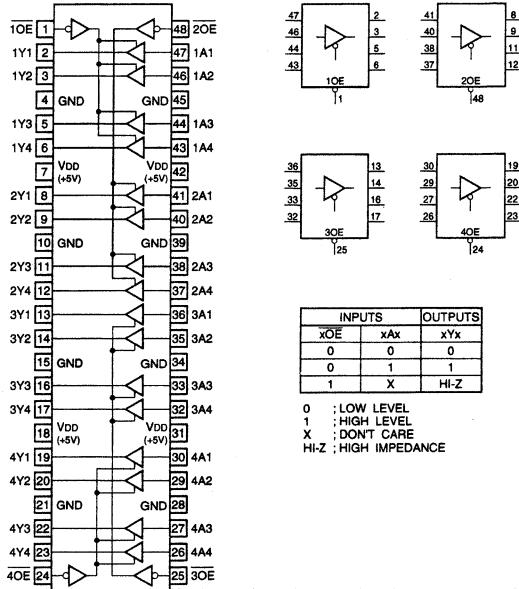 1OE 1 48 2OE
1Y1 2 47 1A1
1Y2 3 46 1A2
4 GND GND 45
1Y3 5 44 1A3
1Y4 6 43 1A4
7 VDD (+5V) VDD (+5V) 42
2Y1 8 41 2A1
2Y2 9 40 2A2
10 GND GND 39
2Y3 11 38 2A3
2Y4 12 37 2A4
3Y1 13 36 3A1
3Y2 14 35 3A2
15 GND GND 34
3Y3 16 33 3A3
3Y4 17 32 3A4
18 VDD (+5V) VDD (+5V) 31
4Y1 19 30 4A1
4Y2 20 29 4A2
21 GND GND 28
4Y3 22 27 4A3
4Y4 23 26 4A4
4OE 24 25 3OE
47 2
46 3
44 5
43 6
1OE
1
41 8
40 9
38 11
37 12
2OE
48
36 13
35 14
33 16
32 17
3OE
25
30 19
29 20
27 22
26 23
4OE
24
INPUTS OUTPUTS
xOE xAx xYx
0 0 0
0 1 1
1 X HI-Z
0 ; LOW LEVEL
1 ; HIGH LEVEL
X ; DON'T CARE
HI-Z ; HIGH IMPEDANCE